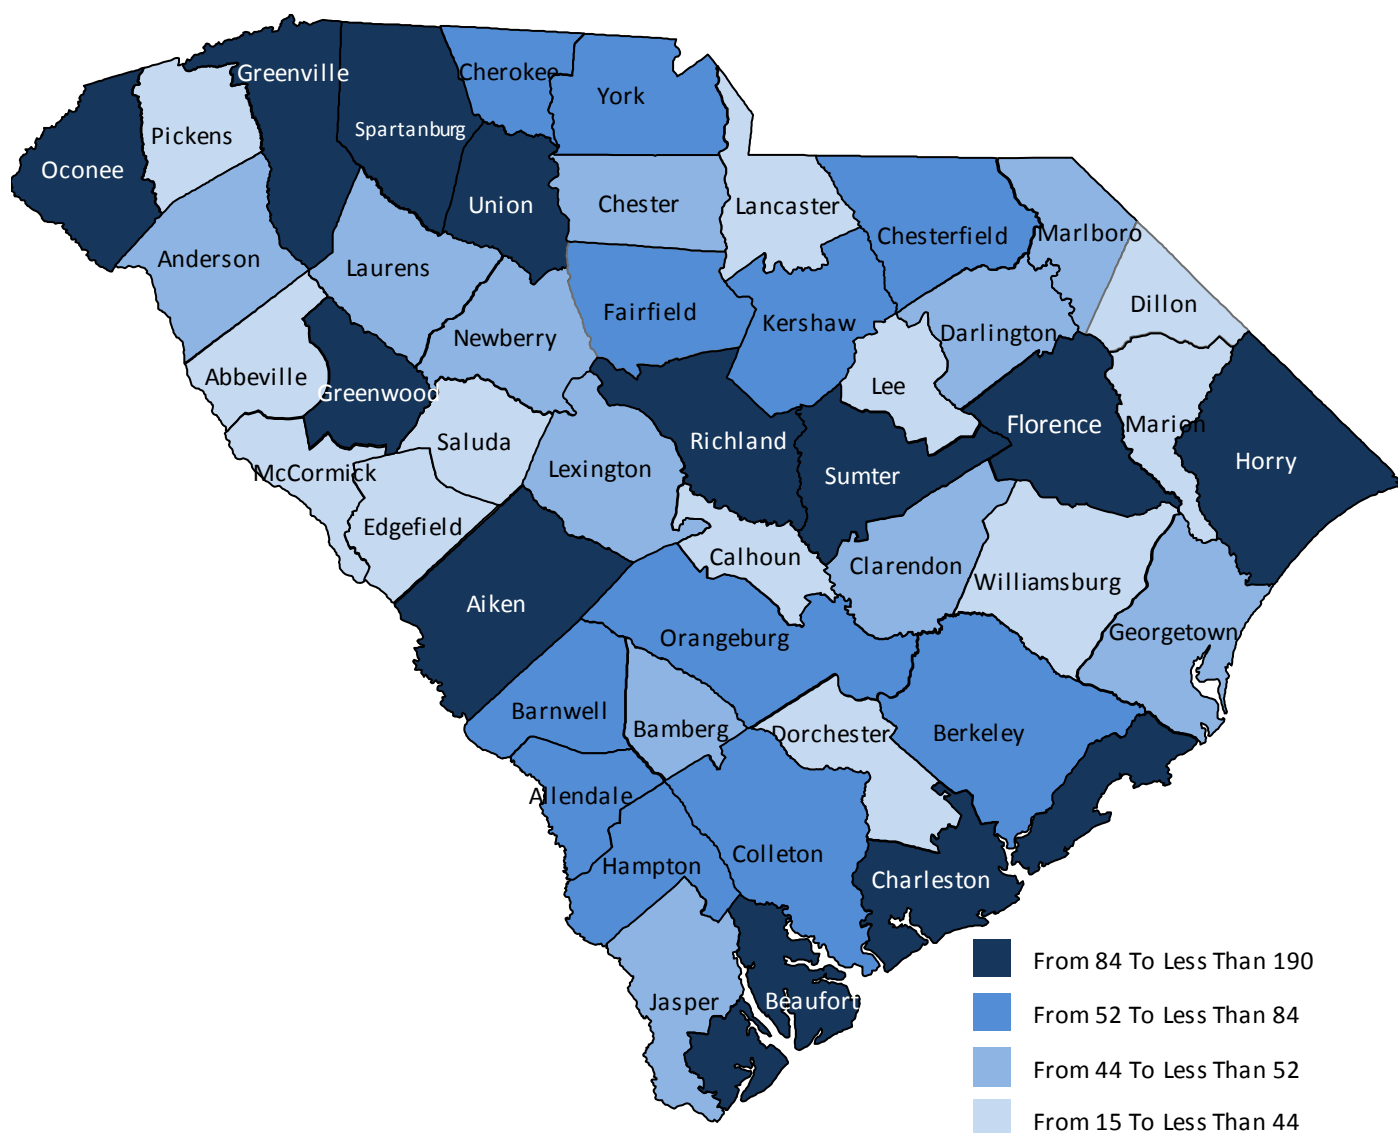 Greenville
Cherokee
York
Spartanburg
Pickens
Oconee
Union
Chester
Lancaster
Chesterfield
Marlboro
Anderson
Laurens
Dillon
Fairfield
Kershaw
Darlington
Newberry
Abbeville
Greenwood
Lee
Florence
Marion
Saluda
Richland
Horry
McCormick
Lexington
Sumter
Edgefield
Calhoun
Clarendon
Williamsburg
Aiken
Orangeburg
Georgetown
Barnwell
Bamberg
Dorchester
Berkeley
Allendale
Hampton
Colleton
Charleston
Jasper
Beaufort
From 84 To Less Than 190
From 52 To Less Than 84
From 44 To Less Than 52
From 15 To Less Than 44